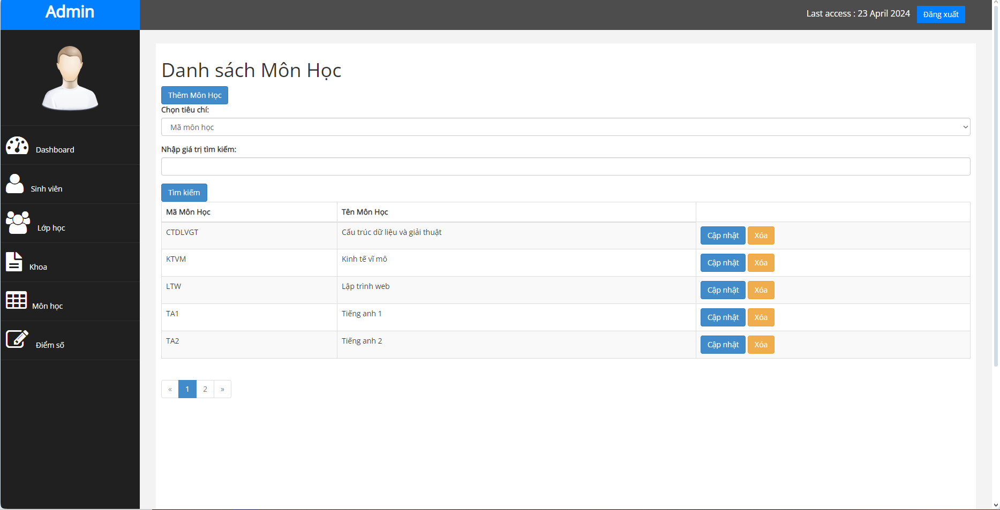 Admin
Last access : 23 April 2024 Đăng xuất
Dashboard
Sinh viên
Lớp học
Khoa
Môn học
Điểm số
Danh sách Môn Học
Thêm Môn Học
Chọn tiêu chí:
Mã môn học
Nhập giá trị tìm kiếm:
Tìm kiếm
Mã Môn Học Tên Môn Học
CTDLVGT Cấu trúc dữ liệu và giải thuật Cập nhật Xóa
KTVM Kinh tế vĩ mô Cập nhật Xóa
LTW Lập trình web Cập nhật Xóa
TA1 Tiếng anh 1 Cập nhật Xóa
TA2 Tiếng anh 2 Cập nhật Xóa
« 1 2 »